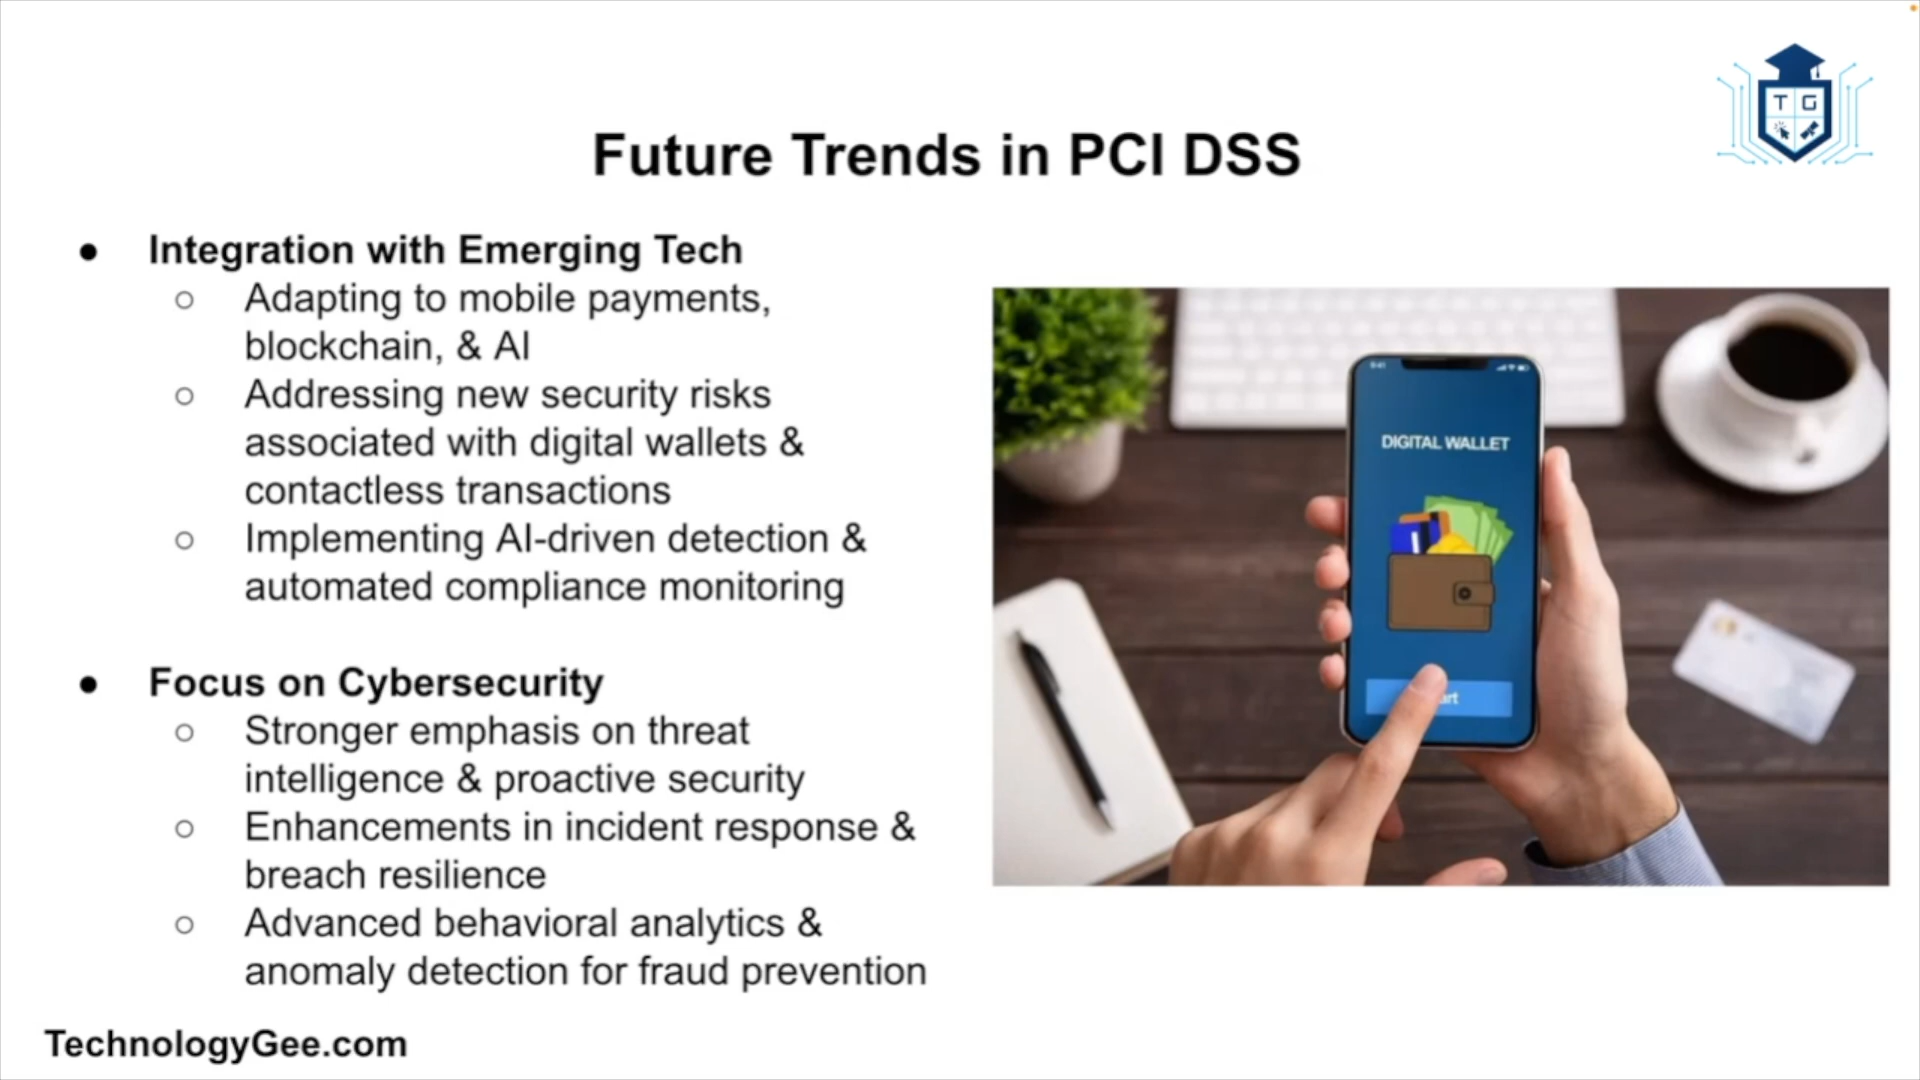 T G
Future Trends in PCI DSS
● Integration with Emerging Tech
○ Adapting to mobile payments,
blockchain, & AI
○ Addressing new security risks
associated with digital wallets &
contactless transactions
○ Implementing AI-driven detection &
automated compliance monitoring
● Focus on Cybersecurity
○ Stronger emphasis on threat
intelligence & proactive security
○ Enhancements in incident response &
breach resilience
○ Advanced behavioral analytics &
anomaly detection for fraud prevention
9:41
DIGITAL WALLET
TechnologyGee.com